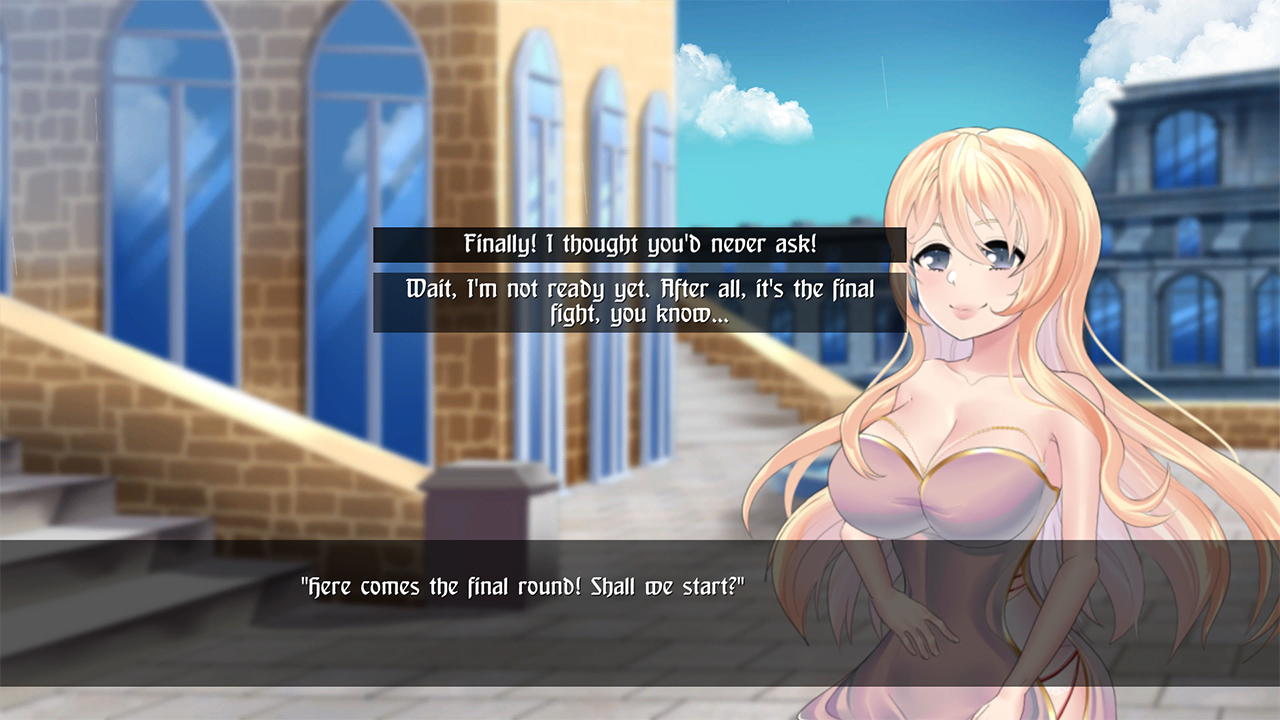 Finally! I thought you'd never ask!
Wait, I'm not ready yet. After all, it's the final
fight, you know...
"Here comes the final round! Shall we start?"